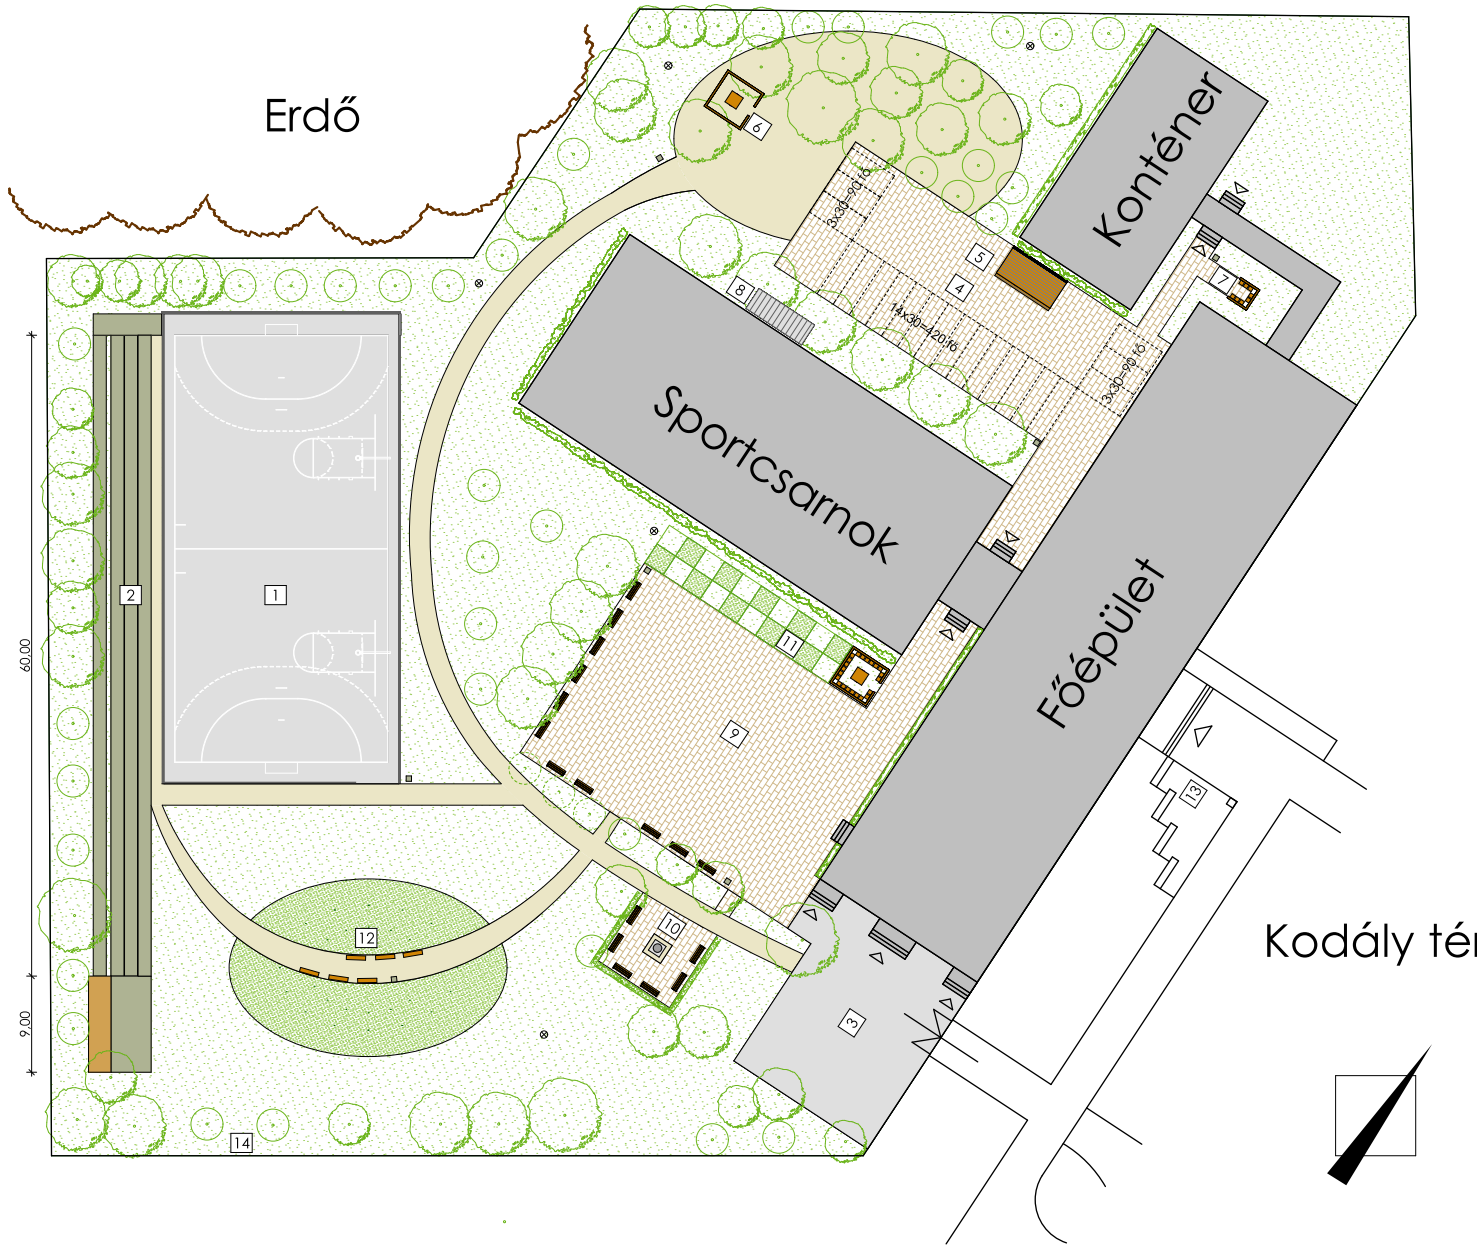 Erdő
Konténer
6
3x30=90 fő
5
4
7
8
14x30=420 fő
3x30=90 fő
Sportcsarnok
2
1
60.00
Főépület
11
9
13
12
10
Kodály tér
3
9.00
14